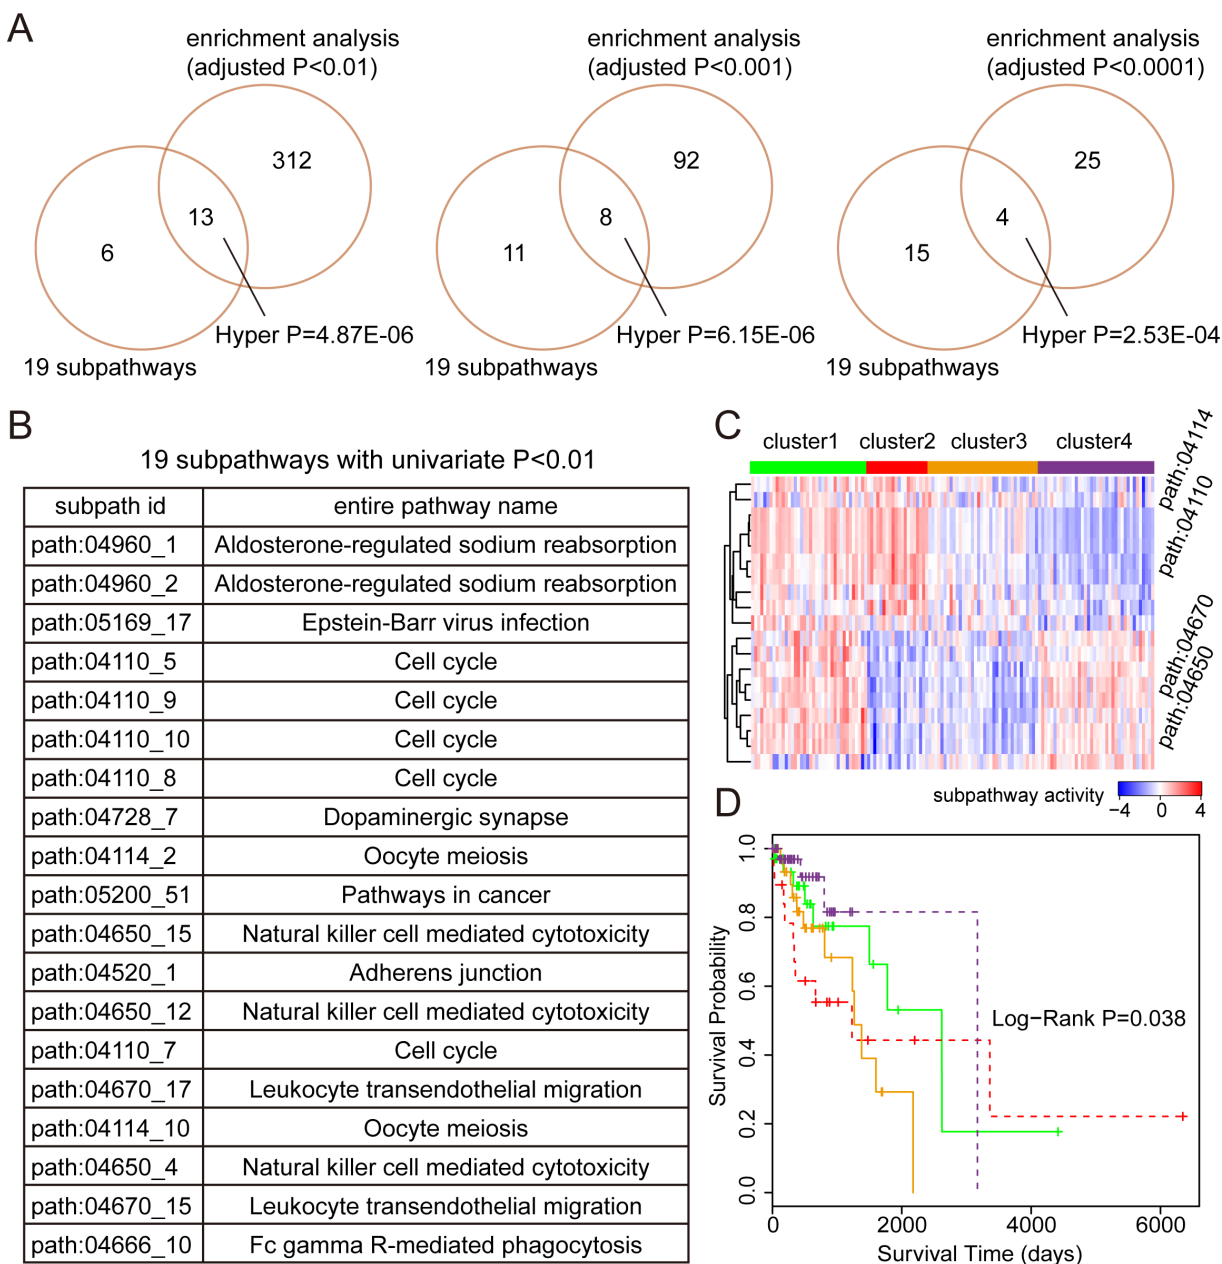 A
enrichment analysis
(adjusted P<0.01)
312
13
6
Hyper P=4.87E-06
19 subpathways
enrichment analysis
(adjusted P<0.001)
92
8
11
Hyper P=6.15E-06
19 subpathways
enrichment analysis
(adjusted P<0.0001)
25
4
15
Hyper P=2.53E-04
19 subpathways
B
19 subpathways with univariate P<0.01
subpath id entire pathway name
path:04960_1 Aldosterone-regulated sodium reabsorption
path:04960_2 Aldosterone-regulated sodium reabsorption
path:05169_17 Epstein-Barr virus infection
path:04110_5 Cell cycle
path:04110_9 Cell cycle
path:04110_10 Cell cycle
path:04110_8 Cell cycle
path:04728_7 Dopaminergic synapse
path:04114_2 Oocyte meiosis
path:05200_51 Pathways in cancer
path:04650_15 Natural killer cell mediated cytotoxicity
path:04520_1 Adherens junction
path:04650_12 Natural killer cell mediated cytotoxicity
path:04110_7 Cell cycle
path:04670_17 Leukocyte transendothelial migration
path:04114_10 Oocyte meiosis
path:04650_4 Natural killer cell mediated cytotoxicity
path:04670_15 Leukocyte transendothelial migration
path:04666_10 Fc gamma R-mediated phagocytosis
C
cluster1 cluster2 cluster3 cluster4
path:04114
path:04110
path:04670
path:04650
subpathway activity
−4 0 4
D
Survival Probability
1.0
0.8
0.6
0.4
0.2
0.0
Log−Rank P=0.038
0 2000 4000 6000
Survival Time (days)